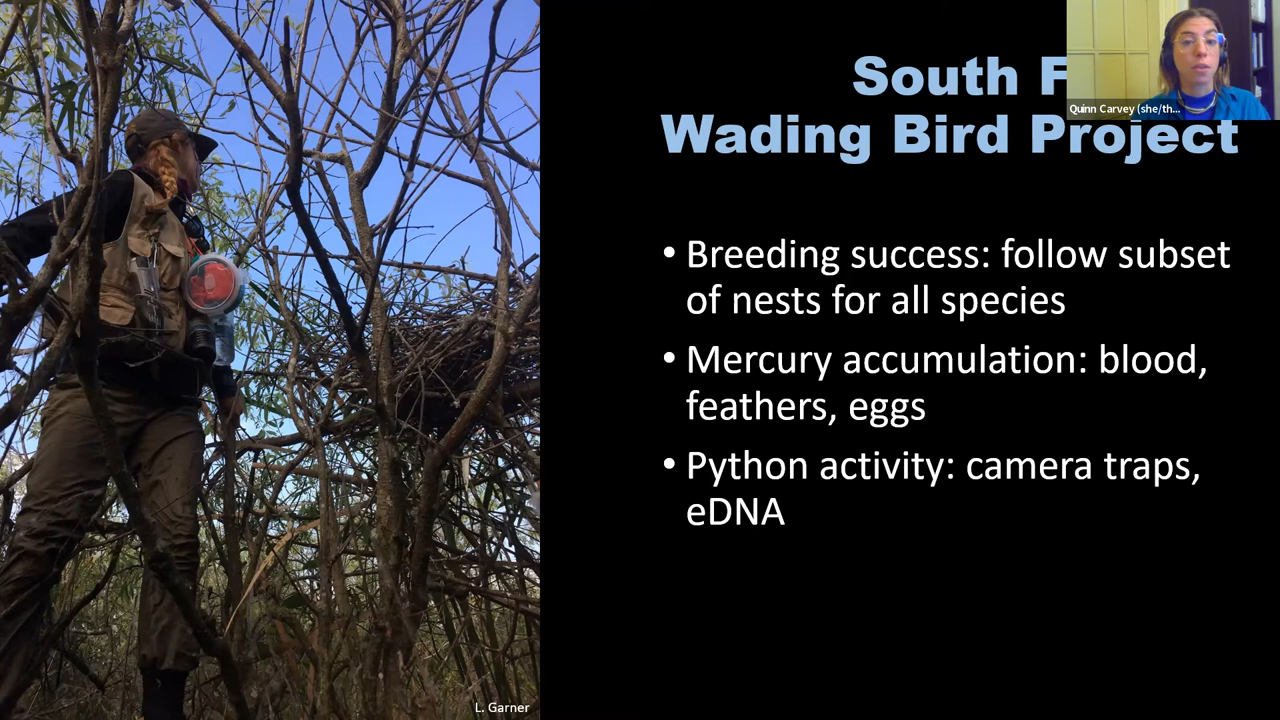 South F
Wading Bird Project
Quinn Carvey (she/th...
• Breeding success: follow subset
of nests for all species
• Mercury accumulation: blood,
feathers, eggs
• Python activity: camera traps,
eDNA
L. Garner